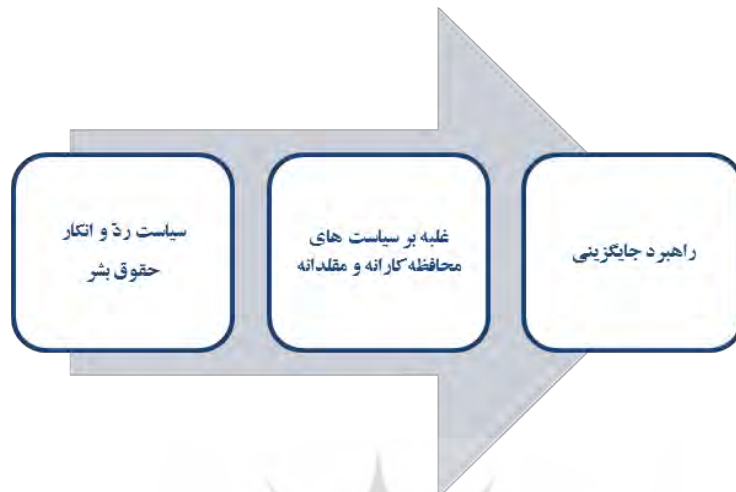 سیاست ردّ و انکار
حقوق بشر
غلبه بر سیاست های
محافظه‌کارانه و مقلدانه
راهبرد جایگزینی